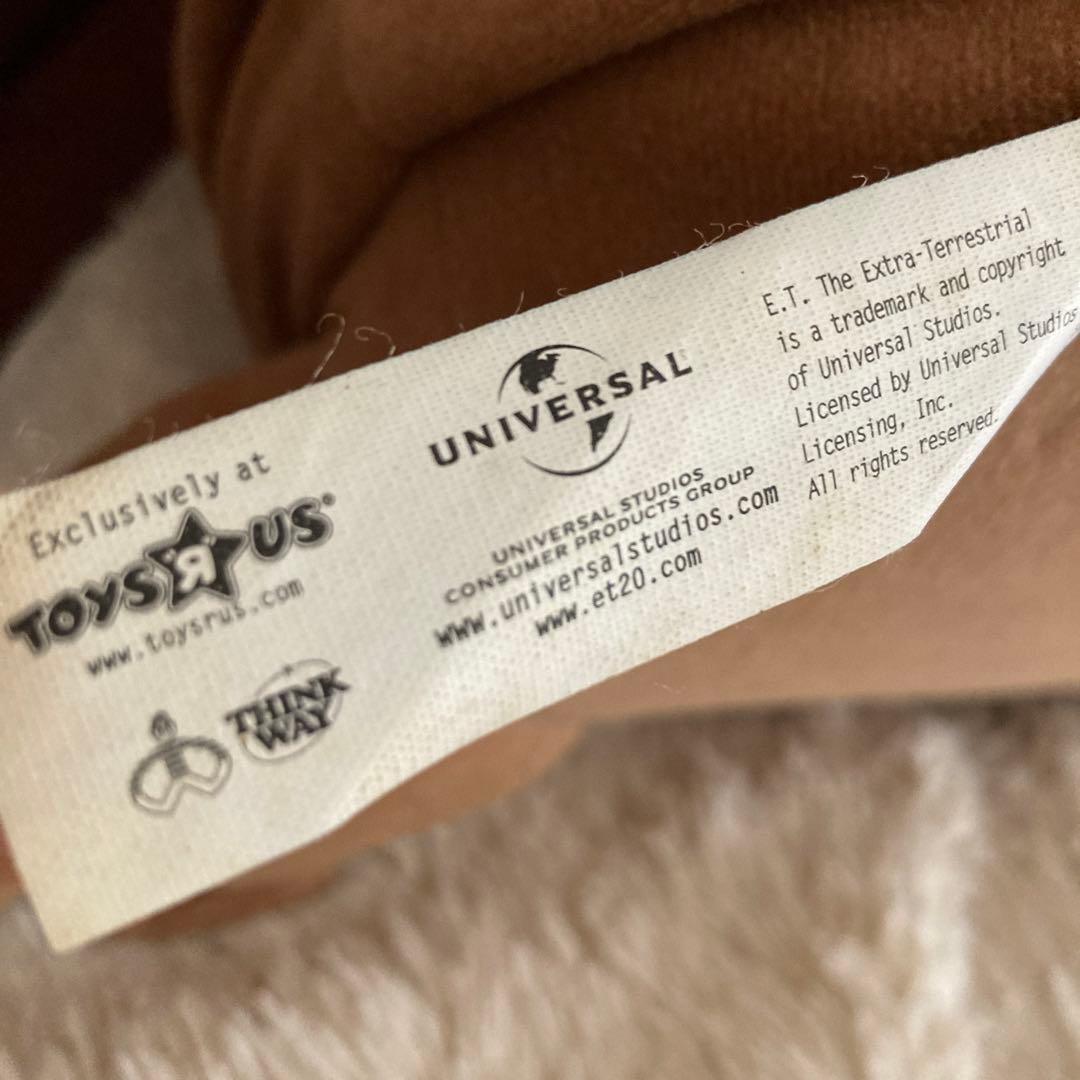 Exclusively at
TOYS R US®
www.toysrus.com
THINK
WAY
UNIVERSAL
UNIVERSAL STUDIOS
CONSUMER PRODUCTS GROUP
www.universalstudios.com
www.et20.com
E.T. The Extra-Terrestrial
is a trademark and copyright
of Universal Studios.
Licensed by Universal Studios
Licensing, Inc.
All rights reserved.